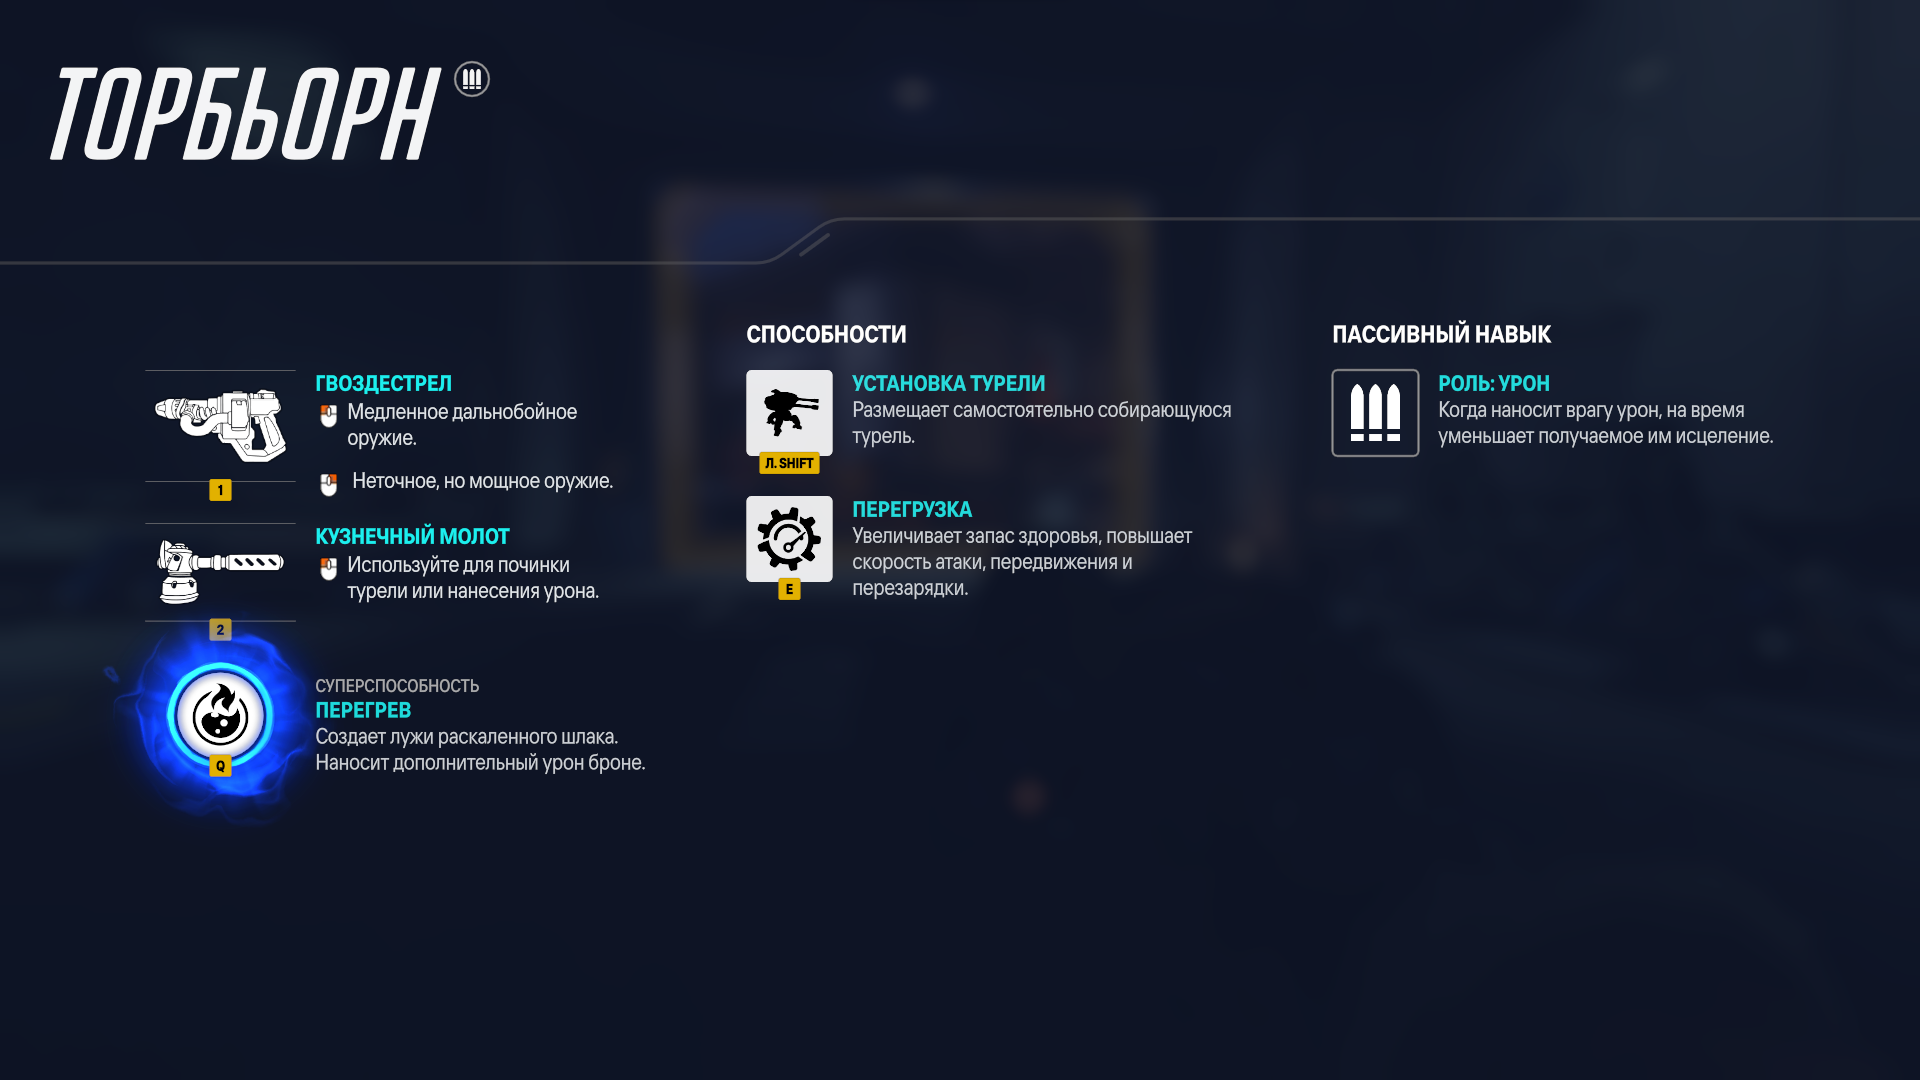 ТОРБЬОРН
ГВОЗДЕСТРЕЛ
Медленное дальнобойное
оружие.
Неточное, но мощное оружие.
1
КУЗНЕЧНЫЙ МОЛОТ
Используйте для починки
турели или нанесения урона.
2
СУПЕРСПОСОБНОСТЬ
ПЕРЕГРЕВ
Создает лужи раскаленного шлака.
Наносит дополнительный урон броне.
Q
СПОСОБНОСТИ
УСТАНОВКА ТУРЕЛИ
Размещает самостоятельно собирающуюся
турель.
Л. SHIFT
ПЕРЕГРУЗКА
Увеличивает запас здоровья, повышает
скорость атаки, передвижения и
перезарядки.
E
ПАССИВНЫЙ НАВЫК
РОЛЬ: УРОН
Когда наносит врагу урон, на время
уменьшает получаемое им исцеление.